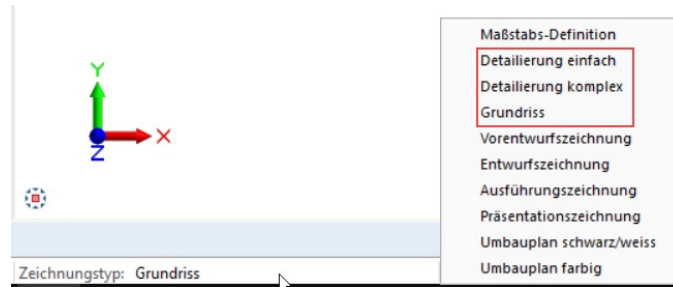 Maßstabs-Definition
Detailierung einfach
Detailierung komplex
Grundriss
Vorentwurfszeichnung
Entwurfszeichnung
Ausführungszeichnung
Präsentationszeichnung
Umbauplan schwarz/weiss
Umbauplan farbig
Y
X
Z
Zeichnungstyp: Grundriss